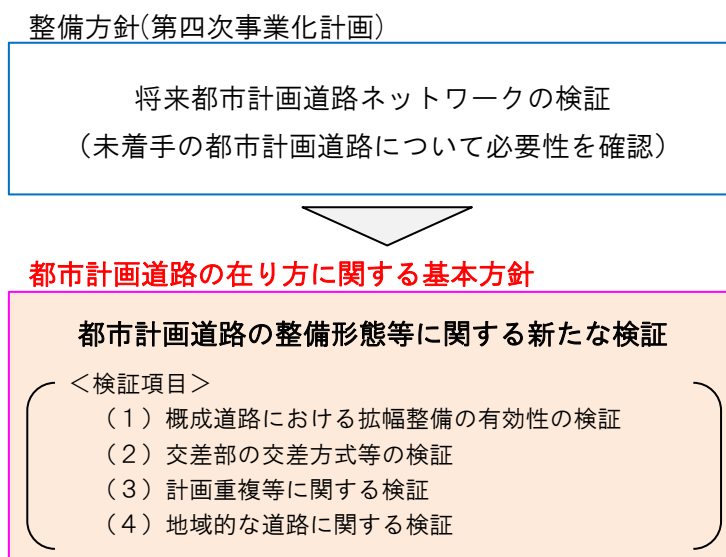 整備方針(第四次事業化計画)
将来都市計画道路ネットワークの検証
（未着手の都市計画道路について必要性を確認）
都市計画道路の在り方に関する基本方針
都市計画道路の整備形態等に関する新たな検証
＜検証項目＞
（１）概成道路における拡幅整備の有効性の検証
（２）交差部の交差方式等の検証
（３）計画重複等に関する検証
（４）地域的な道路に関する検証